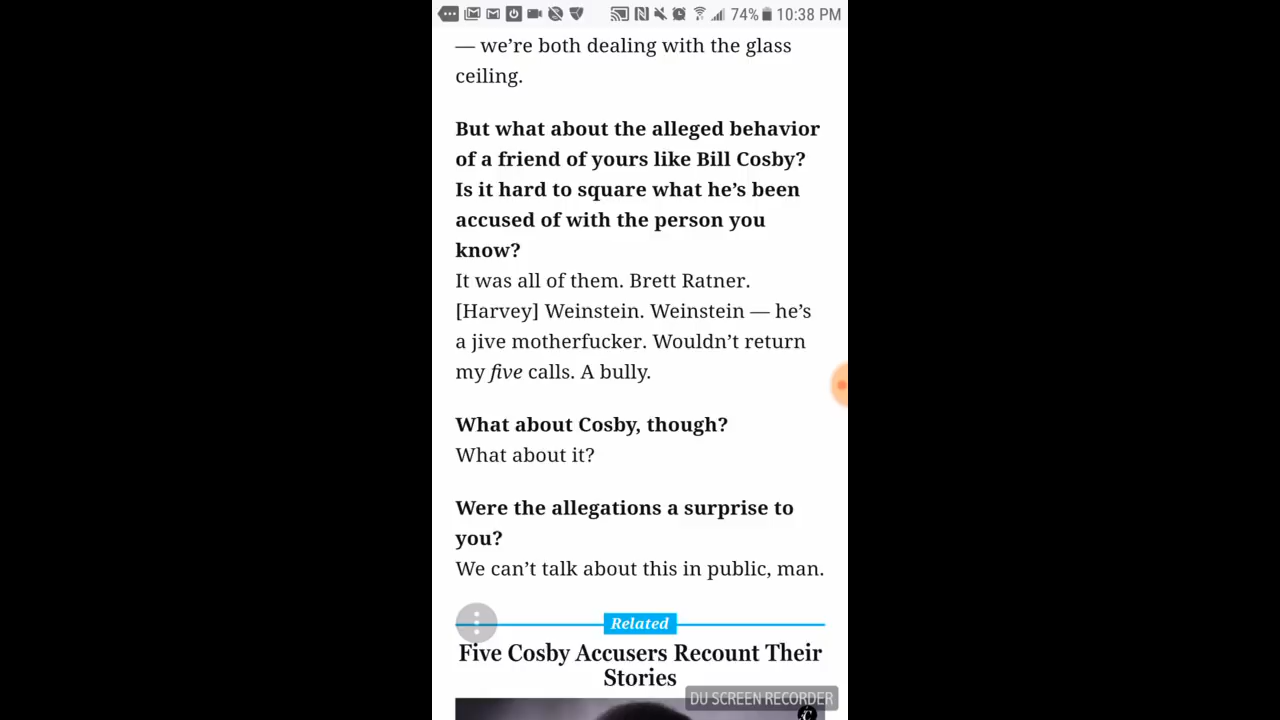 74% 10:38 PM
— we’re both dealing with the glass
ceiling.
But what about the alleged behavior
of a friend of yours like Bill Cosby?
Is it hard to square what he’s been
accused of with the person you
know?
It was all of them. Brett Ratner.
[Harvey] Weinstein. Weinstein — he’s
a jive motherfucker. Wouldn’t return
my five calls. A bully.
What about Cosby, though?
What about it?
Were the allegations a surprise to
you?
We can’t talk about this in public, man.
Related
Five Cosby Accusers Recount Their
Stories
DU SCREEN RECORDER